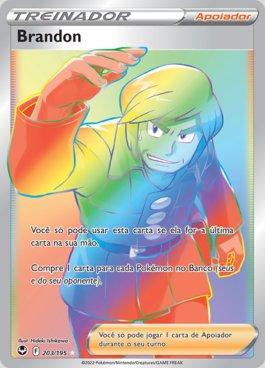 TREINADOR Apoiador
Brandon
Você só pode usar esta carta se ela for a última
carta na sua mão.
Compre 1 carta para cada Pokémon no Banco (seus
e do seu oponente).
Ilust. Hideki Ishikawa
F 203/195
Você só pode jogar 1 carta de Apoiador
durante o seu turno.
©2022 Pokémon/Nintendo/Creatures/GAME FREAK